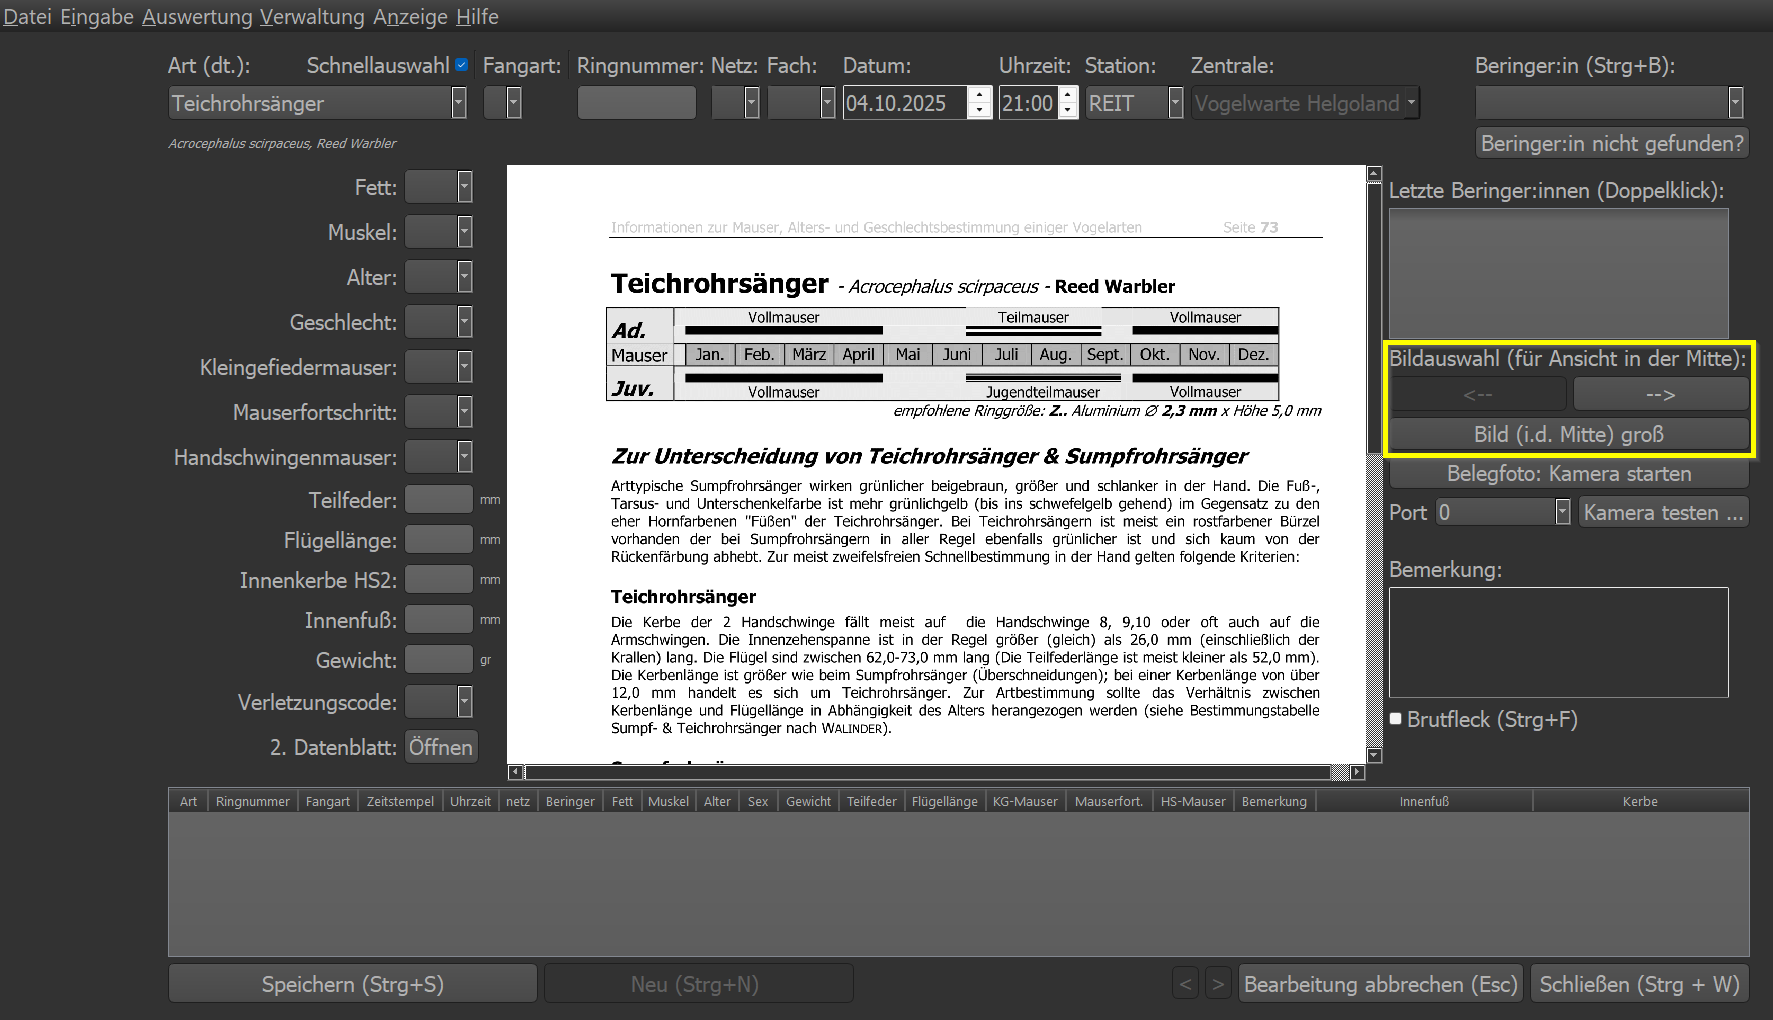 Datei Eingabe Auswertung Verwaltung Anzeige Hilfe
Art (dt.): Schnellauswahl Fangart: Ringnummer: Netz: Fach: Datum: Uhrzeit: Station: Zentrale: Beringer:in (Strg+B):
Teichrohrsänger 04.10.2025 21:00 REIT Vogelwarte Helgoland
Acrocephalus scirpaceus, Reed Warbler
Beringer:in nicht gefunden?
Fett:
Muskel:
Alter:
Geschlecht:
Kleingefiedermauser:
Mauserfortschritt:
Handschwingenmauser:
Teilfeder: mm
Flügellänge: mm
Innenkerbe HS2: mm
Innenfuß: mm
Gewicht: gr
Verletzungscode:
2. Datenblatt: Öffnen
Informationen zur Mauser, Alters- und Geschlechtsbestimmung einiger Vogelarten Seite 73
Teichrohrsänger - Acrocephalus scirpaceus - Reed Warbler
Vollmauser Teilmauser Vollmauser
Ad.
Mauser Jan. Feb. März April Mai Juni Juli Aug. Sept. Okt. Nov. Dez.
Juv. Vollmauser Jugendteilmauser Vollmauser
empfohlene Ringgröße: Z.. Aluminium Ø 2,3 mm x Höhe 5,0 mm
Zur Unterscheidung von Teichrohrsänger & Sumpfrohrsänger
Arttypische Sumpfrohrsänger wirken grünlicher beigebraun, größer und schlanker in der Hand. Die Fuß-,
Tarsus- und Unterschenkelfarbe ist mehr grünlichgelb (bis ins schwefelgelb gehend) im Gegensatz zu den
eher Hornfarbenen "Füßen" der Teichrohrsänger. Bei Teichrohrsängern ist meist ein rostfarbener Bürzel
vorhanden der bei Sumpfrohrsängern in aller Regel ebenfalls grünlicher ist und sich kaum von der
Rückenfärbung abhebt. Zur meist zweifelsfreien Schnellbestimmung in der Hand gelten folgende Kriterien:
Teichrohrsänger
Die Kerbe der 2 Handschwinge fällt meist auf die Handschwinge 8, 9,10 oder oft auch auf die
Armschwingen. Die Innenzehenspanne ist in der Regel größer (gleich) als 26,0 mm (einschließlich der
Krallen) lang. Die Flügel sind zwischen 62,0-73,0 mm lang (Die Teilfederlänge ist meist kleiner als 52,0 mm).
Die Kerbenlänge ist größer wie beim Sumpfrohrsänger (Überschneidungen); bei einer Kerbenlänge von über
12,0 mm handelt es sich um Teichrohrsänger. Zur Artbestimmung sollte das Verhältnis zwischen
Kerbenlänge und Flügellänge in Abhängigkeit des Alters herangezogen werden (siehe Bestimmungstabelle
Sumpf- & Teichrohrsänger nach WALINDER).
Letzte Beringer:innen (Doppelklick):
Bildauswahl (für Ansicht in der Mitte):
<-- -->
Bild (i.d. Mitte) groß
Belegfoto: Kamera starten
Port 0 Kamera testen ...
Bemerkung:
Brutfleck (Strg+F)
Art Ringnummer Fangart Zeitstempel Uhrzeit netz Beringer Fett Muskel Alter Sex Gewicht Teilfeder Flügellänge KG-Mauser Mauserfort. HS-Mauser Bemerkung Innenfuß Kerbe
Speichern (Strg+S) Neu (Strg+N) < > Bearbeitung abbrechen (Esc) Schließen (Strg + W)